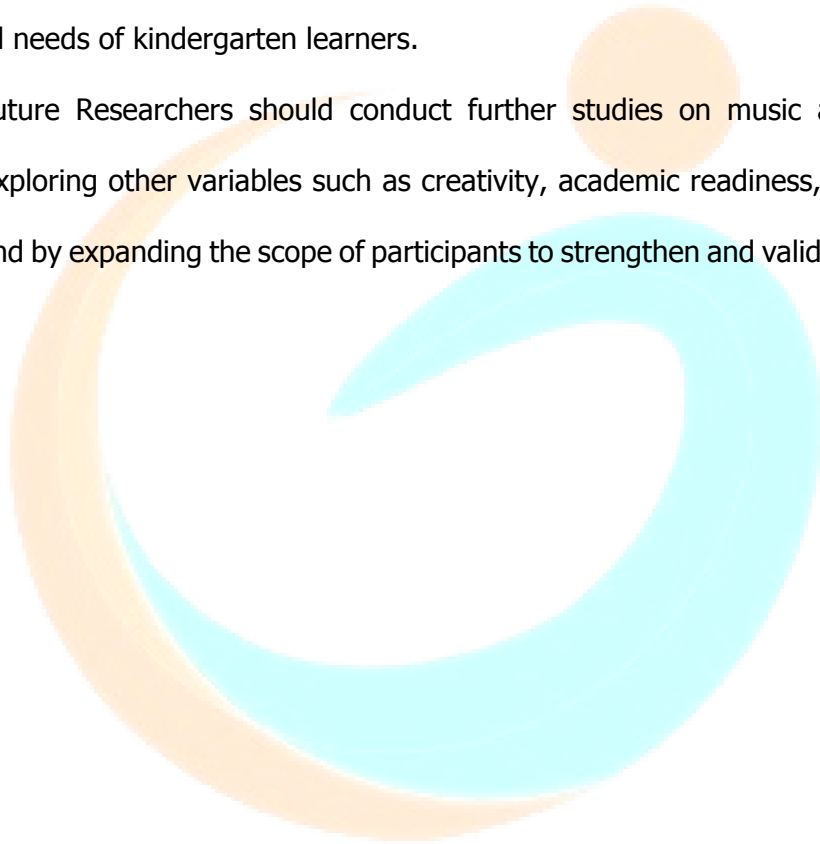 l needs of kindergarten learners.
uture Researchers should conduct further studies on music a
xploring other variables such as creativity, academic readiness,
nd by expanding the scope of participants to strengthen and valid